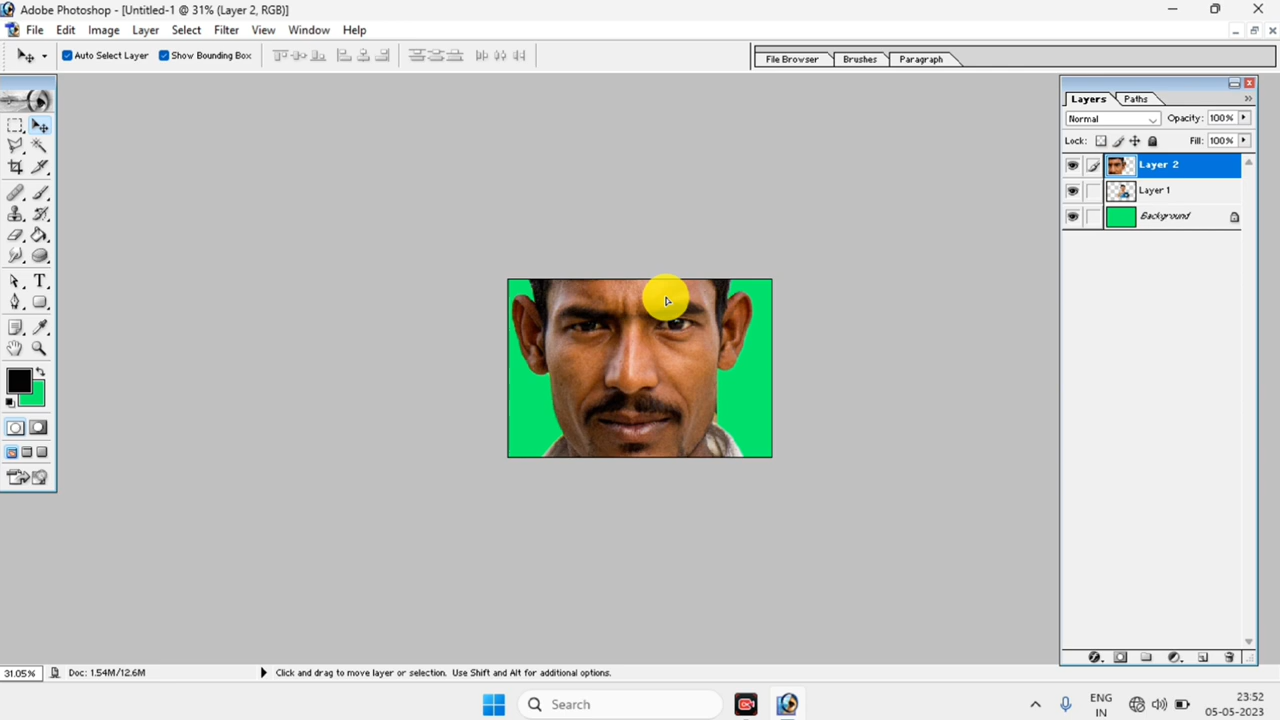 Adobe Photoshop - [Untitled-1 @ 31% (Layer 2, RGB)]
File Edit Image Layer Select Filter View Window Help
Auto Select Layer Show Bounding Box File Browser Brushes Paragraph
Layers Paths
Normal Opacity: 100%
Lock: Fill: 100%
Layer 2
Layer 1
Background
31.05% Doc: 1.54M/12.6M Click and drag to move layer or selection. Use Shift and Alt for additional options.
Search
ENG
IN
23:52
05-05-2023